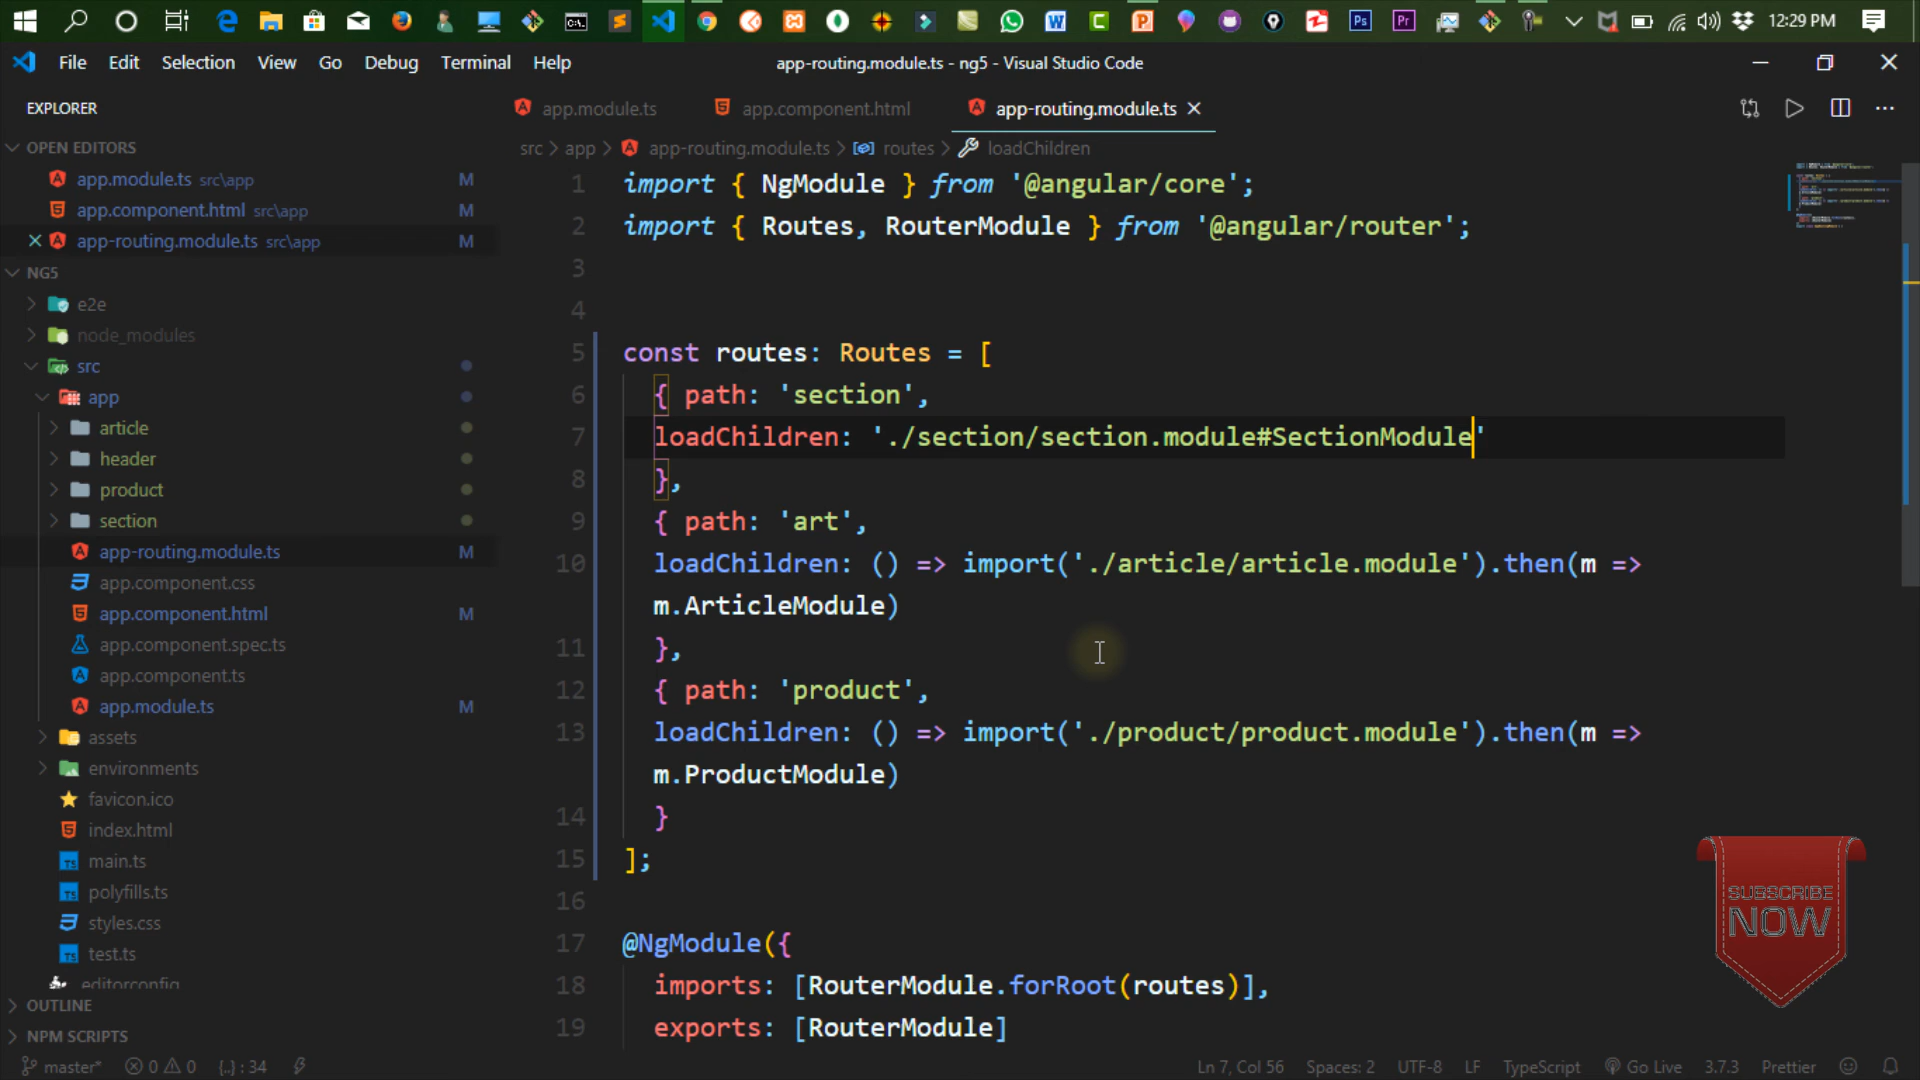 12:29 PM
File Edit Selection View Go Debug Terminal Help
app-routing.module.ts - ng5 - Visual Studio Code
EXPLORER
OPEN EDITORS
app.module.ts src\app M
app.component.html src\app M
app-routing.module.ts src\app M
NG5
e2e
node_modules
src
app
article
header
product
section
app-routing.module.ts M
app.component.css
app.component.html M
app.component.spec.ts
app.component.ts
app.module.ts M
assets
environments
favicon.ico
index.html
main.ts
polyfills.ts
styles.css
test.ts
.editorconfig
OUTLINE
NPM SCRIPTS
app.module.ts app.component.html app-routing.module.ts
src > app > app-routing.module.ts > routes > loadChildren
1 import { NgModule } from '@angular/core';
2 import { Routes, RouterModule } from '@angular/router';
3
4
5 const routes: Routes = [
6 { path: 'section',
7 loadChildren: './section/section.module#SectionModule'
8 },
9 { path: 'art',
10 loadChildren: () => import('./article/article.module').then(m =>
m.ArticleModule)
11 },
12 { path: 'product',
13 loadChildren: () => import('./product/product.module').then(m =>
m.ProductModule)
14 }
15 ];
16
17 @NgModule({
18 imports: [RouterModule.forRoot(routes)],
19 exports: [RouterModule]
SUBSCRIBE
NOW
master* 0 0 {..} : 34 Ln 7, Col 56 Spaces: 2 UTF-8 LF TypeScript Go Live 3.7.3 Prettier